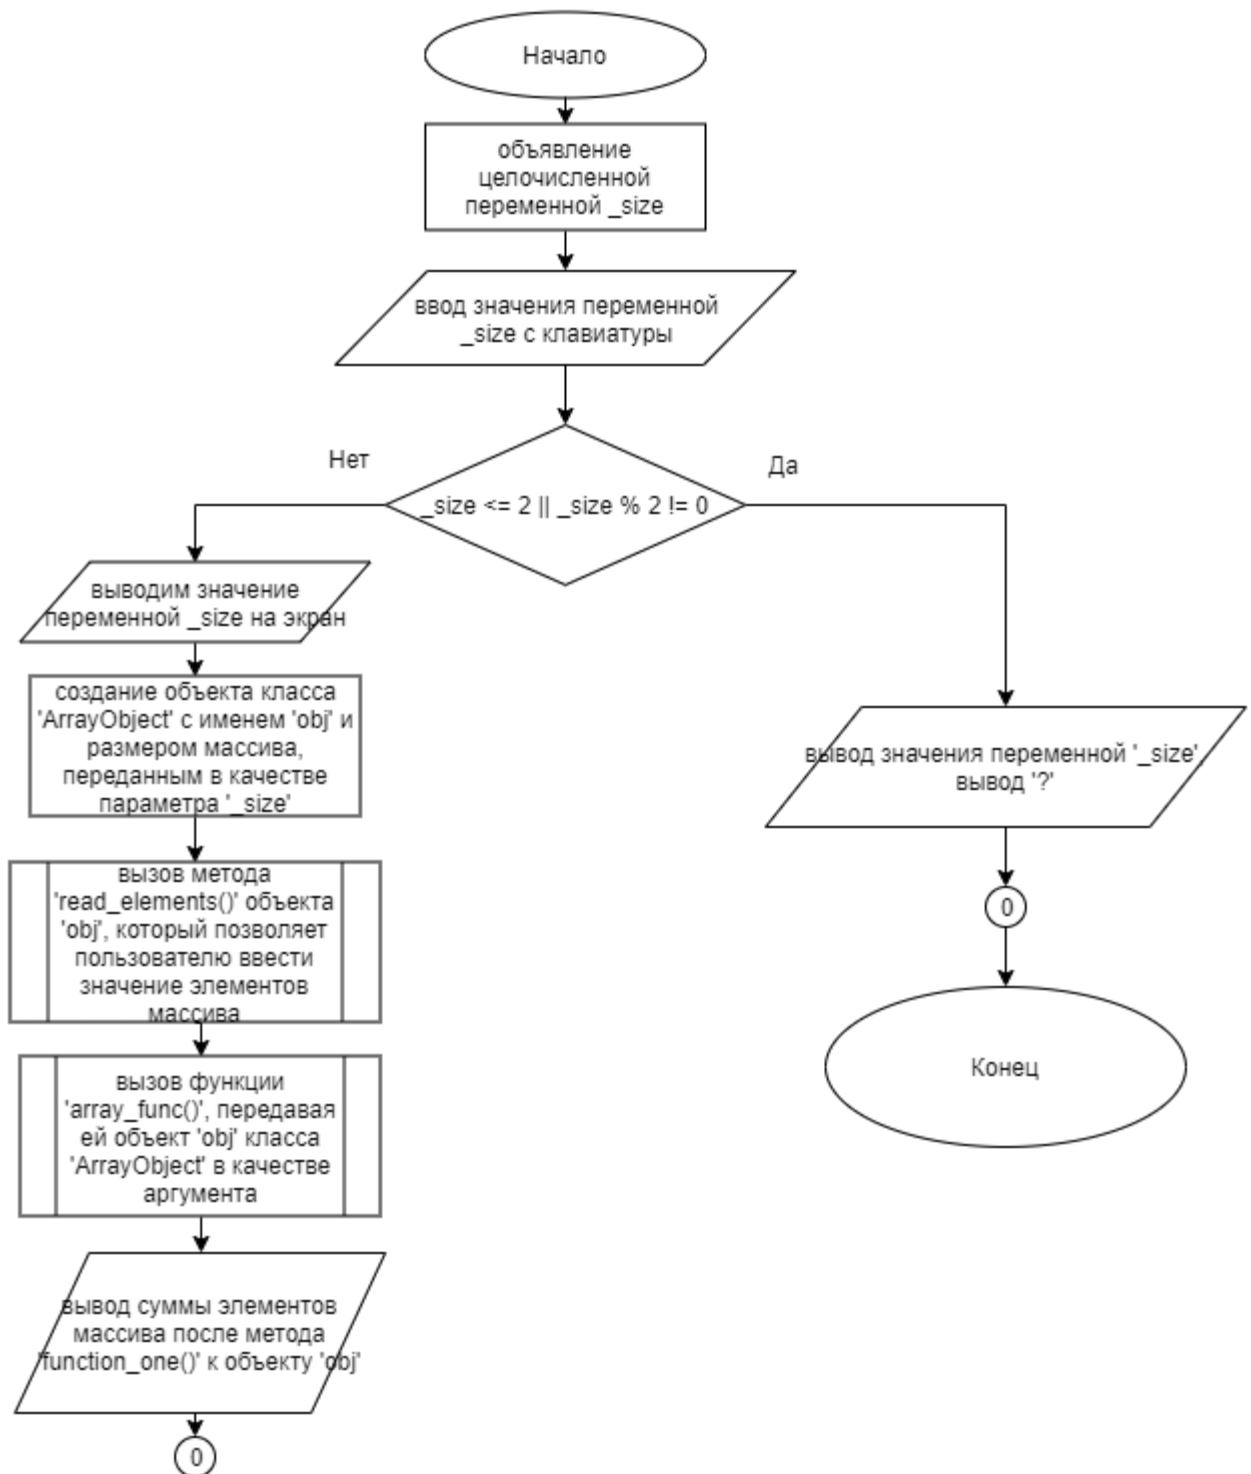 Начало
объявление
целочисленной
переменной _size
ввод значения переменной
_size с клавиатуры
Нет
Да
_size <= 2 || _size % 2 != 0
выводим значение
переменной _size на экран
создание объекта класса
'ArrayObject' с именем 'obj' и
размером массива,
переданным в качестве
параметра '_size'
вызов метода
'read_elements()' объекта
'obj', который позволяет
пользователю ввести
значение элементов
массива
вызов функции
'array_func()', передавая
ей объект 'obj' класса
'ArrayObject' в качестве
аргумента
вывод суммы элементов
массива после метода
'function_one()' к объекту 'obj'
0
вывод значения переменной '_size',
вывод '?'
0
Конец